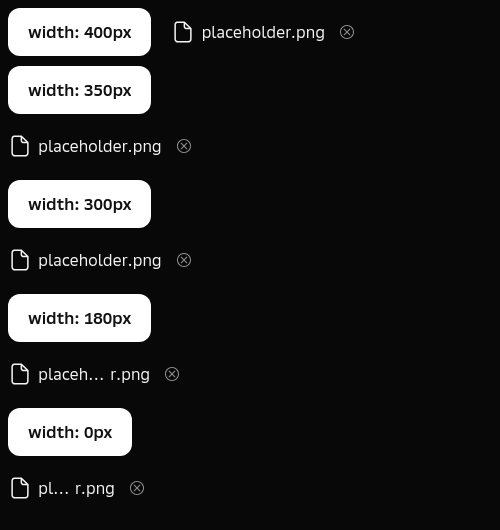 width: 400px placeholder.png
width: 350px
placeholder.png
width: 300px
placeholder.png
width: 180px
placeh... r.png
width: 0px
pl... r.png